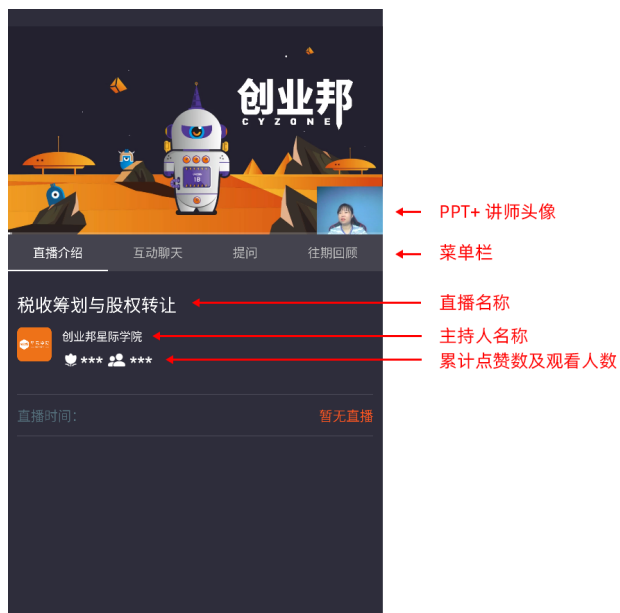 创业邦
CYZONE
18
PPT+ 讲师头像
直播介绍 互动聊天 提问 往期回顾
菜单栏
税收筹划与股权转让
直播名称
创业邦星际学院
主持人名称
*** ***
累计点赞数及观看人数
直播时间:
暂无直播